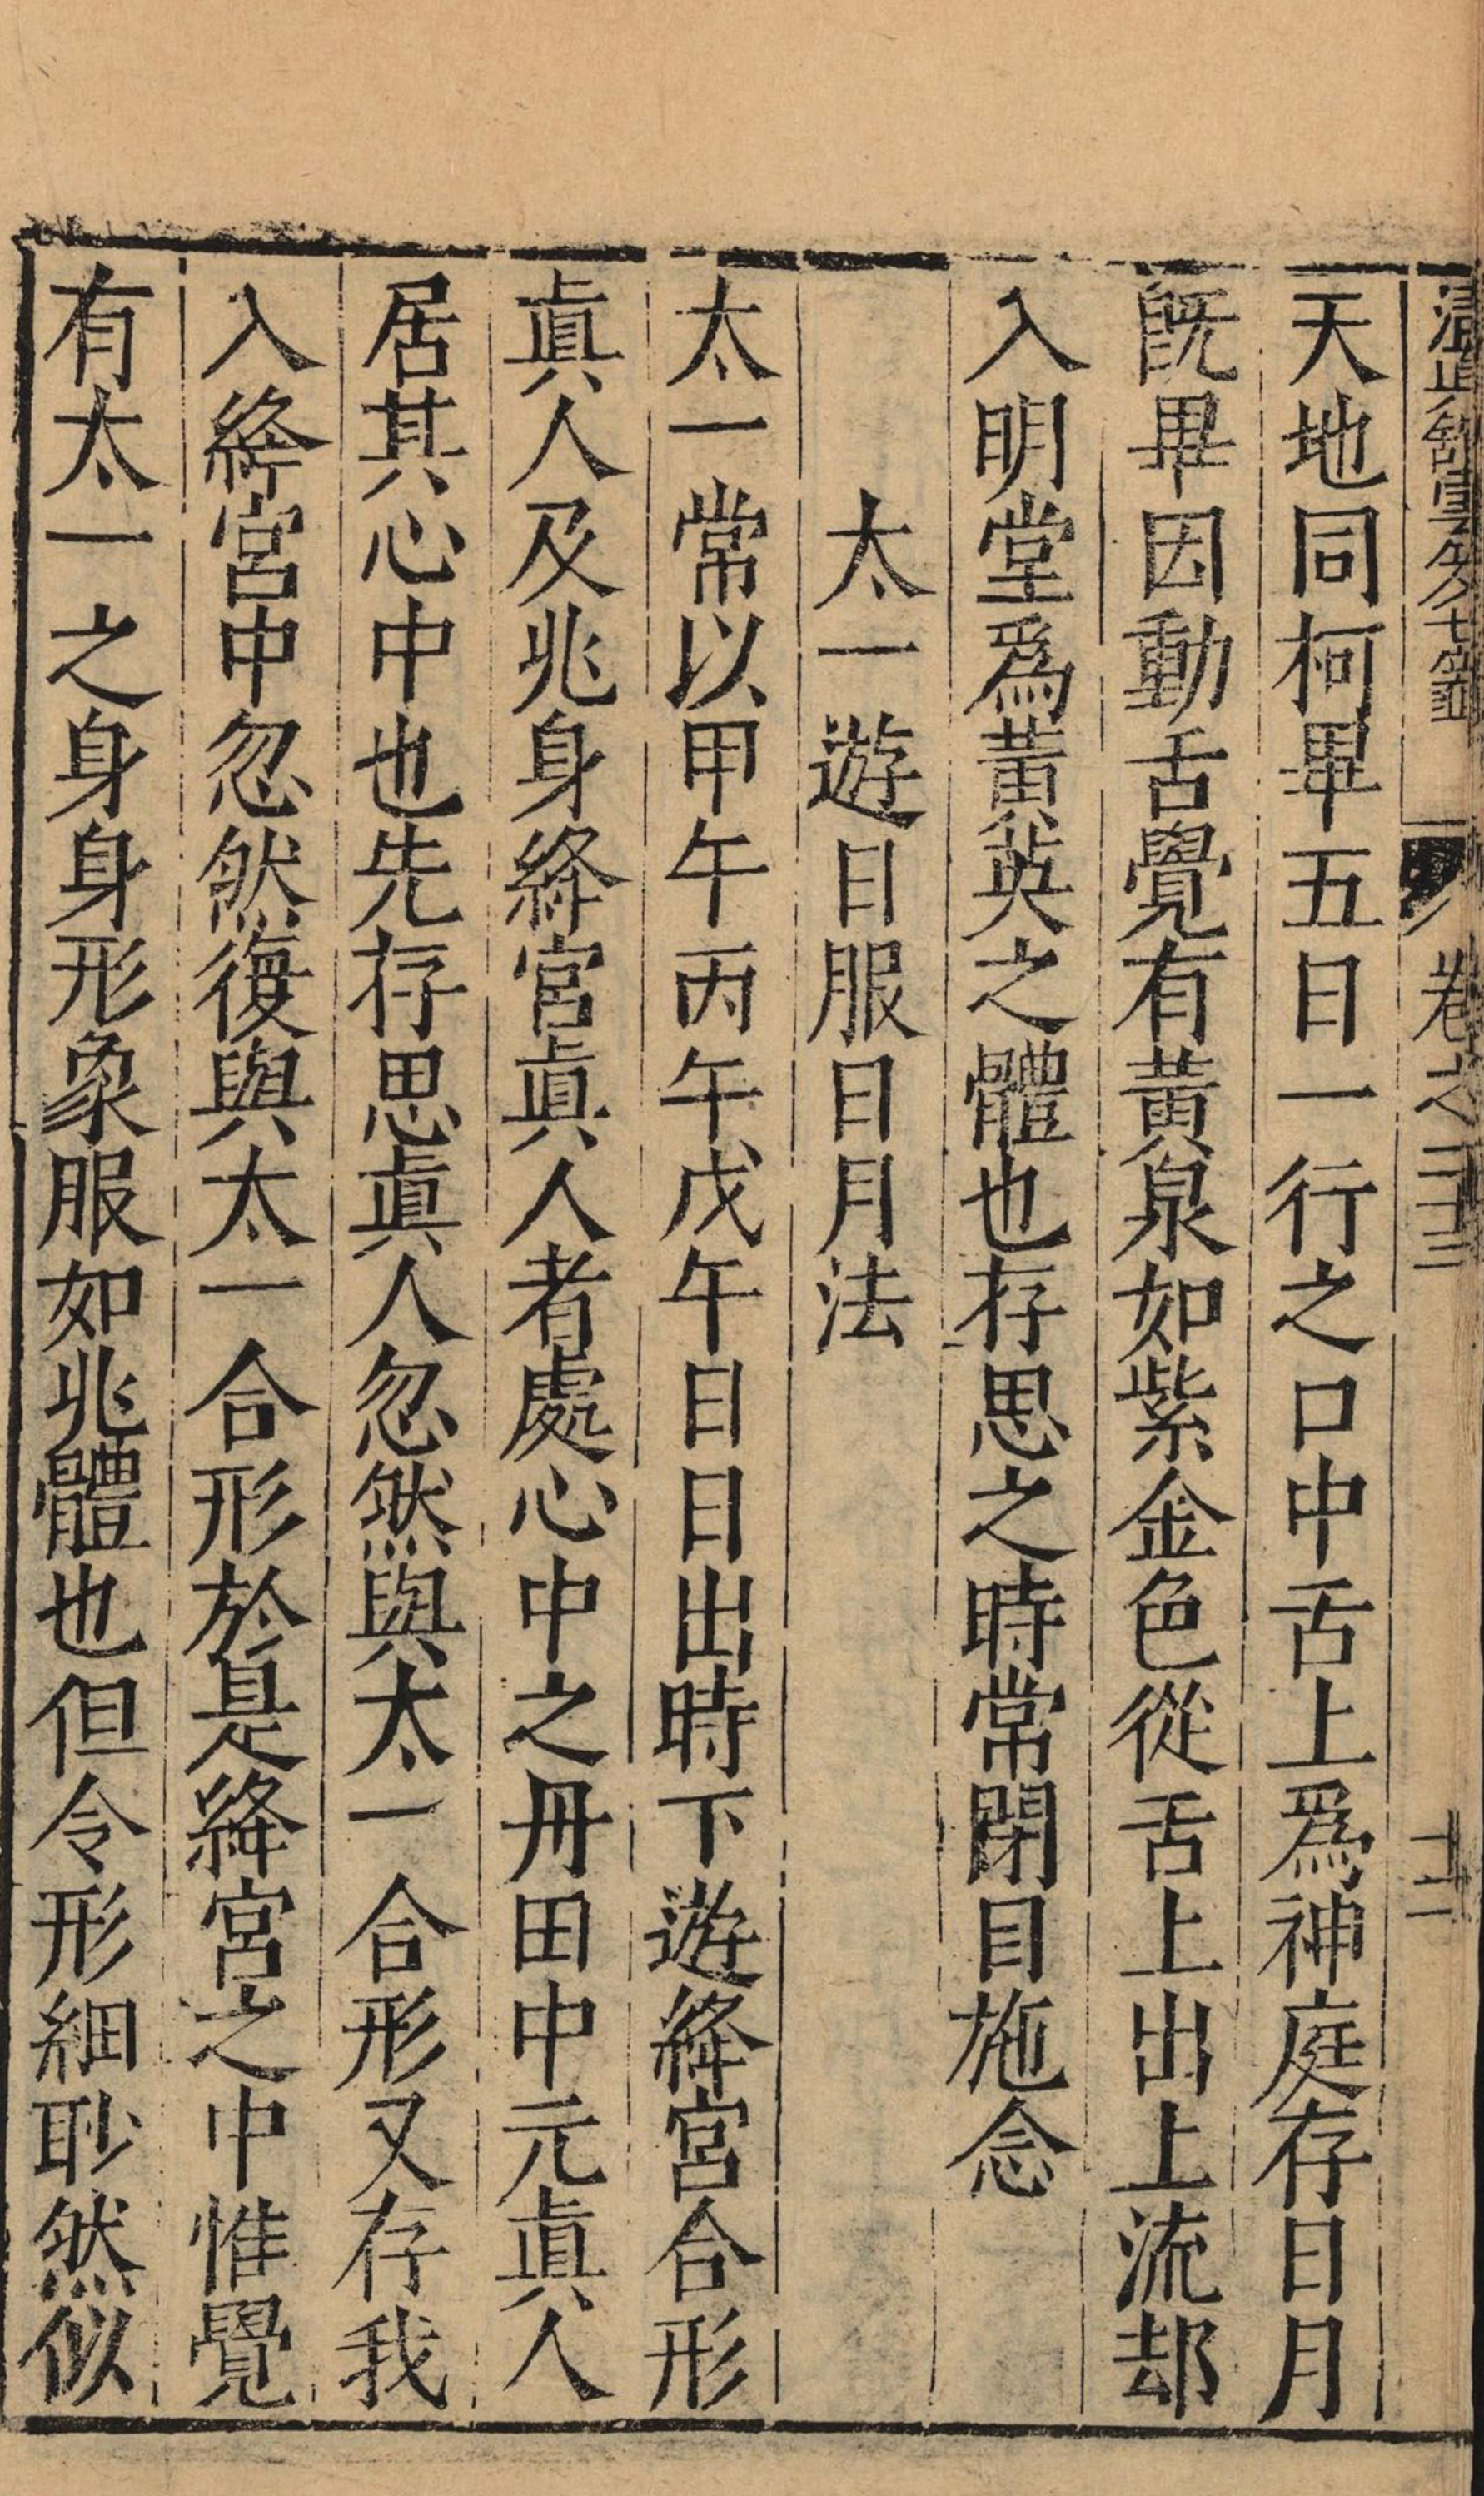 清眞舘雲笈七籤 卷之二十三 十二
天地同柯畢五日一行之口中舌上爲神庭存日月
旣畢因動舌覺有黃泉如紫金色從舌上出上流却
入明堂爲黃英之體也存思之時常閉目施念
太一遊日服日月法
太一常以甲午丙午戊午日日出時下遊絳宮合形
眞人及兆身絳宮眞人者處心中之丹田中元眞人
居其心中也先存思眞人忽然與太一合形又存我
入絳宮中忽然復與太一合形於是絳宮之中惟覺
有太一之身身形象服如兆體也但令形細眇然似